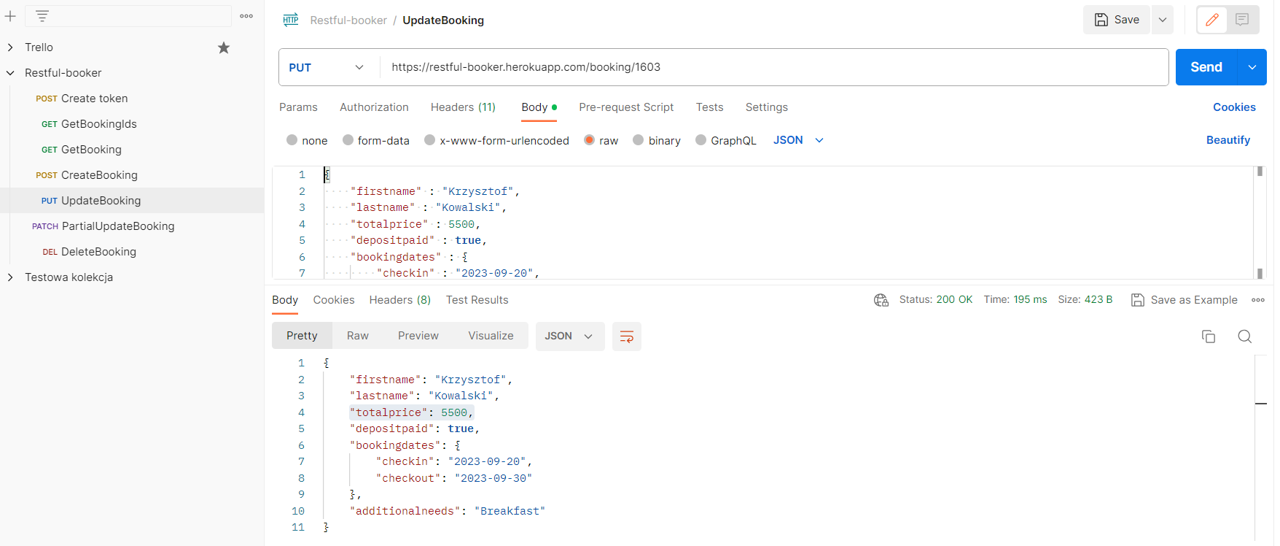 Restful-booker / UpdateBooking
Save
Trello
Restful-booker
POST Create token
GET GetBookingIds
GET GetBooking
POST CreateBooking
PUT UpdateBooking
PATCH PartialUpdateBooking
DEL DeleteBooking
Testowa kolekcja
HTTP
PUT https://restful-booker.herokuapp.com/booking/1603
Send
Params Authorization Headers (11) Body Pre-request Script Tests Settings Cookies
none form-data x-www-form-urlencoded raw binary GraphQL JSON Beautify
1 {
2 "firstname" : "Krzysztof",
3 "lastname" : "Kowalski",
4 "totalprice" : 5500,
5 "depositpaid" : true,
6 "bookingdates" : {
7 "checkin" : "2023-09-20",
Body Cookies Headers (8) Test Results Status: 200 OK Time: 195 ms Size: 423 B Save as Example
Pretty Raw Preview Visualize JSON
1 {
2 "firstname": "Krzysztof",
3 "lastname": "Kowalski",
4 "totalprice": 5500,
5 "depositpaid": true,
6 "bookingdates": {
7 "checkin": "2023-09-20",
8 "checkout": "2023-09-30"
9 },
10 "additionalneeds": "Breakfast"
11 }